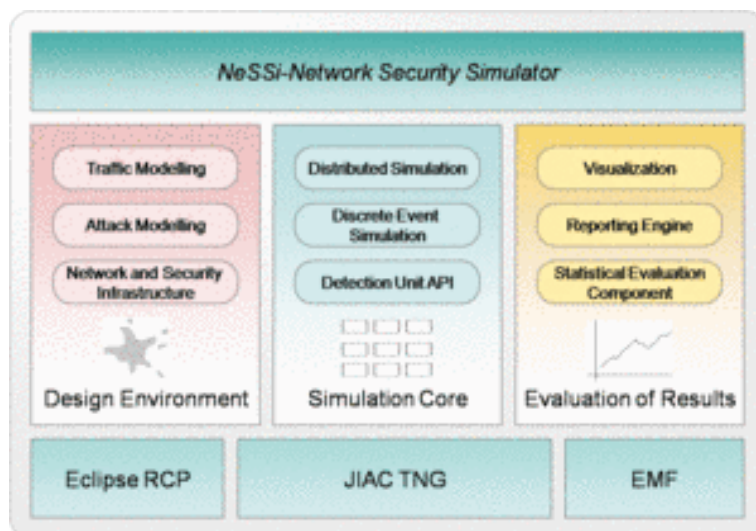 NeSSi-Network Security Simulator
Traffic Modelling
Attack Modelling
Network and Security
Infrastructure
Design Environment
Distributed Simulation
Discrete Event
Simulation
Detection Unit API
Simulation Core
Visualization
Reporting Engine
Statistical Evaluation
Component
Evaluation of Results
Eclipse RCP
JIAC TNG
EMF